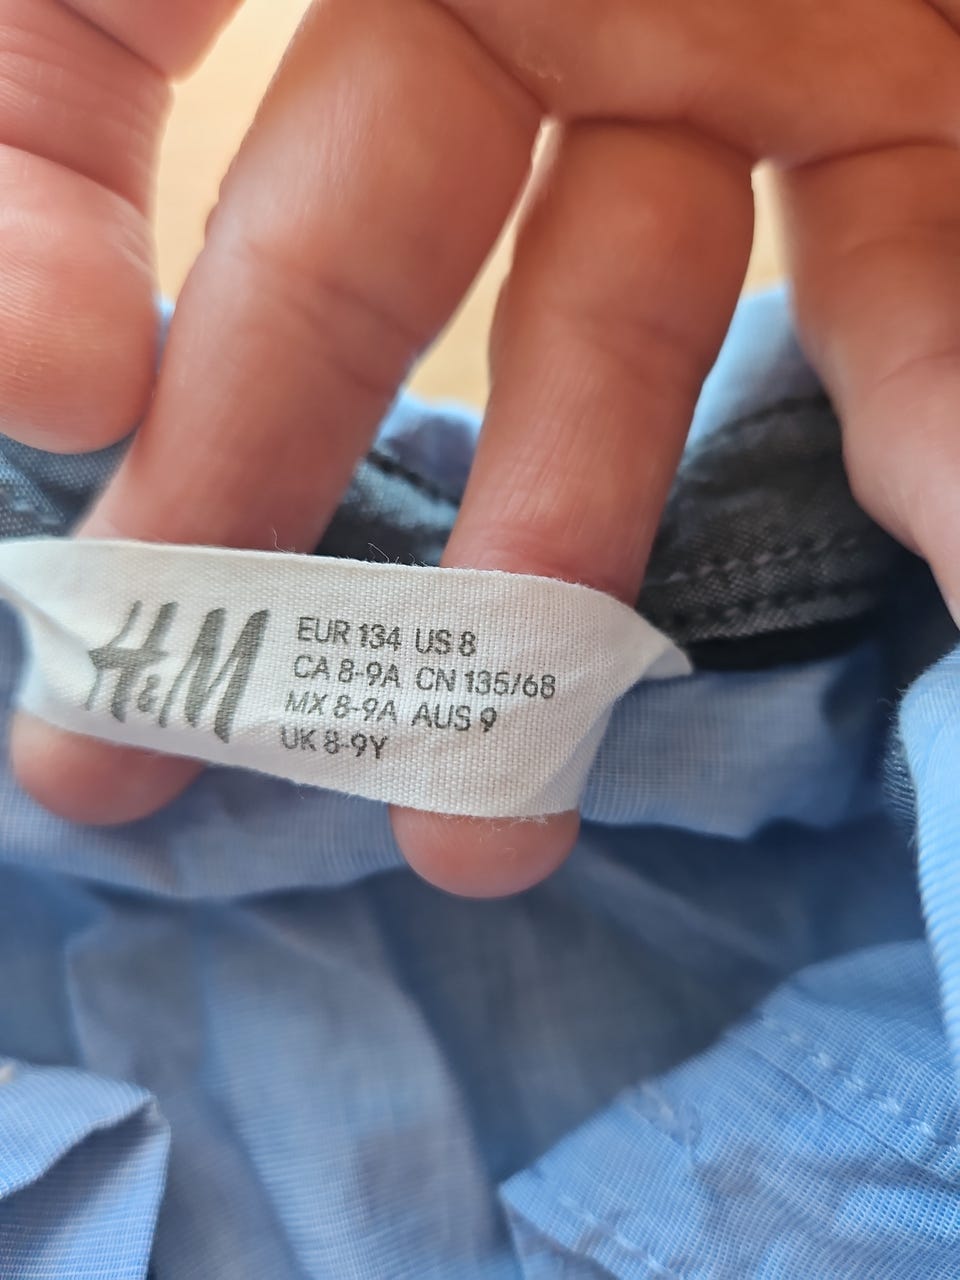 H&M
EUR 134 US 8
CA 8-9A CN 135/68
MX 8-9A AUS 9
UK 8-9Y